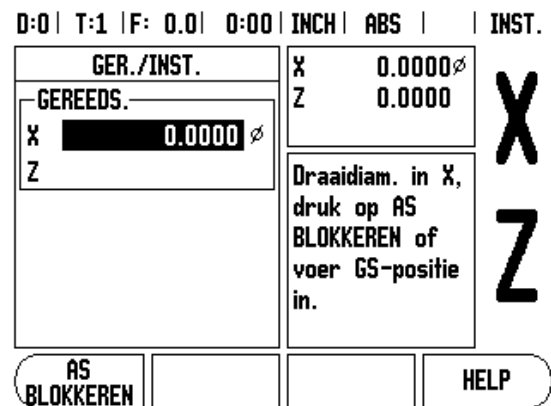 D:0| T:1 |F: 0.0| 0:00| INCH| ABS | | INST.
GER./INST.
GEREEDS.
X 0.0000 ⌀
Z
X 0.0000⌀
Z 0.0000
Draaidiam. in X,
druk op AS
BLOKKEREN of
voer GS-positie
in.
X
Z
AS
BLOKKEREN
HELP